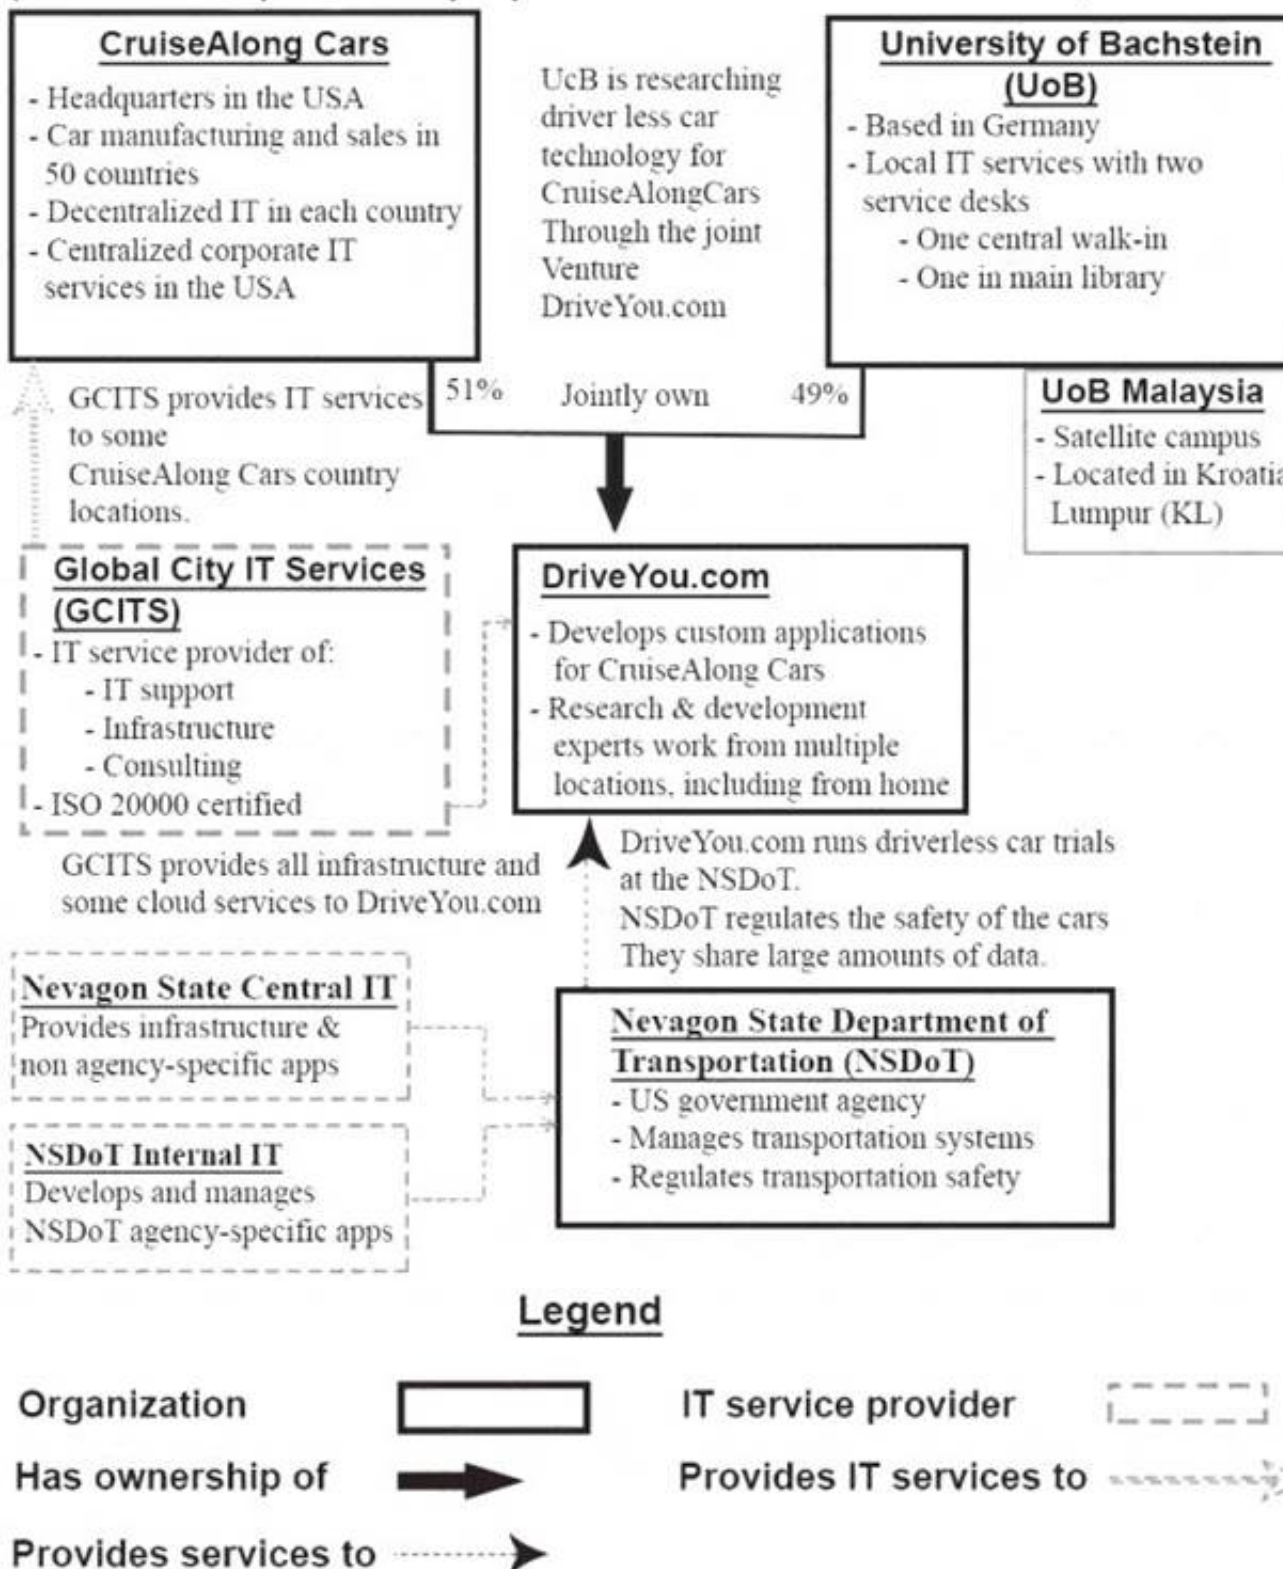 CruiseAlong Cars
- Headquarters in the USA
- Car manufacturing and sales in
50 countries
- Decentralized IT in each country
- Centralized corporate IT
services in the USA
UcB is researching
driver less car
technology for
CruiseAlongCars
Through the joint
Venture
DriveYou.com
University of Bachstein
(UoB)
- Based in Germany
- Local IT services with two
service desks
- One central walk-in
- One in main library
51% Jointly own 49%
UoB Malaysia
- Satellite campus
- Located in Kroatia
Lumpur (KL)
GCITS provides IT services
to some
CruiseAlong Cars country
locations.
Global City IT Services
(GCITS)
- IT service provider of:
- IT support
- Infrastructure
- Consulting
- ISO 20000 certified
DriveYou.com
- Develops custom applications
for CruiseAlong Cars
- Research & development
experts work from multiple
locations, including from home
GCITS provides all infrastructure and
some cloud services to DriveYou.com
DriveYou.com runs driverless car trials
at the NSDoT.
NSDoT regulates the safety of the cars
They share large amounts of data.
Nevagon State Central IT
Provides infrastructure &
non agency-specific apps
NSDoT Internal IT
Develops and manages
NSDoT agency-specific apps
Nevagon State Department of
Transportation (NSDoT)
- US government agency
- Manages transportation systems
- Regulates transportation safety
Legend
Organization
IT service provider
Has ownership of
Provides IT services to
Provides services to